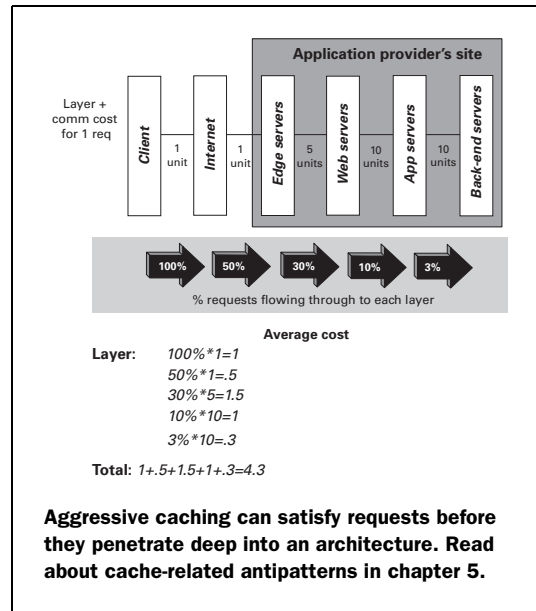 Application provider's site
Layer +
comm cost
for 1 req
Client
1
unit
Internet
1
unit
Edge servers
5
units
Web servers
10
units
App servers
10
units
Back-end servers
100%
50%
30%
10%
3%
% requests flowing through to each layer
Average cost
Layer: 100%*1=1
50%*1=.5
30%*5=1.5
10%*10=1
3%*10=.3
Total: 1+.5+1.5+1+.3=4.3
Aggressive caching can satisfy requests before
they penetrate deep into an architecture. Read
about cache-related antipatterns in chapter 5.